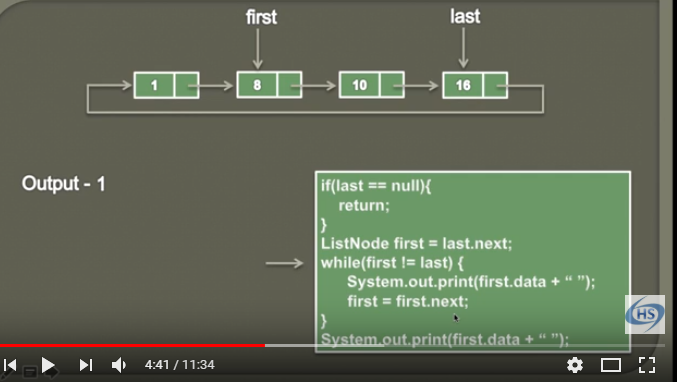 first last
1 8 10 16
Output - 1
if(last == null){
return;
}
ListNode first = last.next;
while(first != last) {
System.out.print(first.data + “ ”);
first = first.next;
}
System.out.print(first.data + “ ”);
HS
4:41 / 11:34